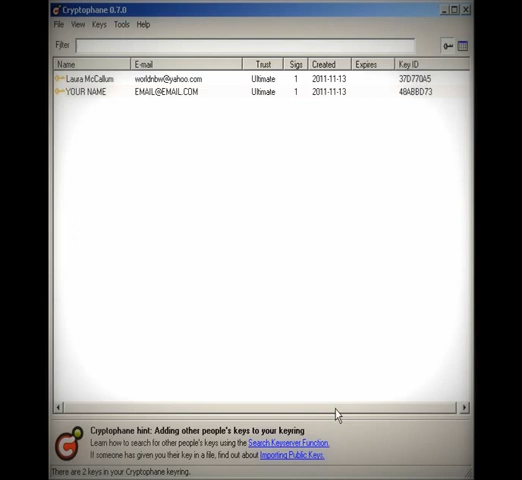 Cryptophane 0.7.0
File View Keys Tools Help
Filter
Name E-mail Trust Sigs Created Expires Key ID
Laura McCallum worldnbw@yahoo.com Ultimate 1 2011-11-13 37D770A5
YOUR NAME EMAIL@EMAIL.COM Ultimate 1 2011-11-13 48ABBD73
Cryptophane hint: Adding other people's keys to your keyring
Learn how to search for other people's keys using the Search Keyserver Function.
If someone has given you their key in a file, find out about Importing Public Keys.
There are 2 keys in your Cryptophane keyring.